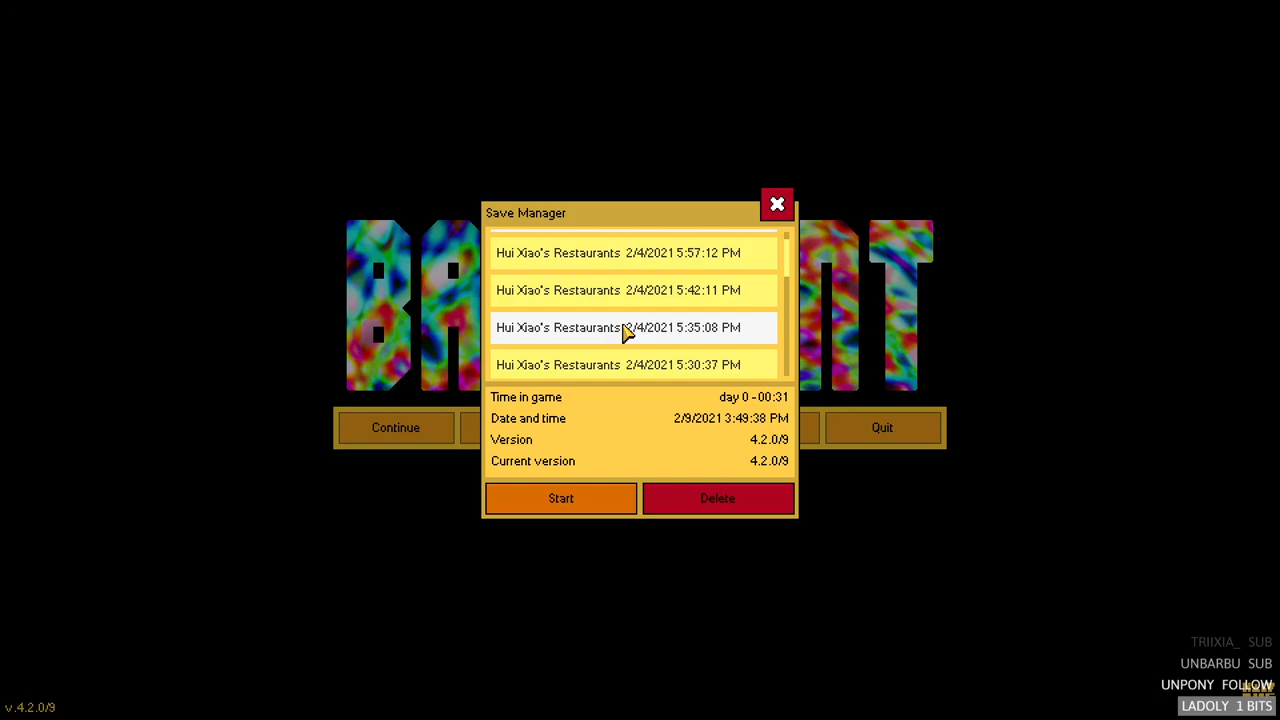 Save Manager
Hui Xiao's Restaurants 2/4/2021 5:57:12 PM
Hui Xiao's Restaurants 2/4/2021 5:42:11 PM
Hui Xiao's Restaurants 2/4/2021 5:35:08 PM
Hui Xiao's Restaurants 2/4/2021 5:30:37 PM
Time in game day 0 - 00:31
Date and time 2/9/2021 3:49:38 PM
Version 4.2.0/9
Current version 4.2.0/9
Continue
Quit
Start
Delete
TRIIXIA_ SUB
UNBARBU SUB
UNPONY FOLLOW
LADOLY 1 BITS
v.4.2.0/9